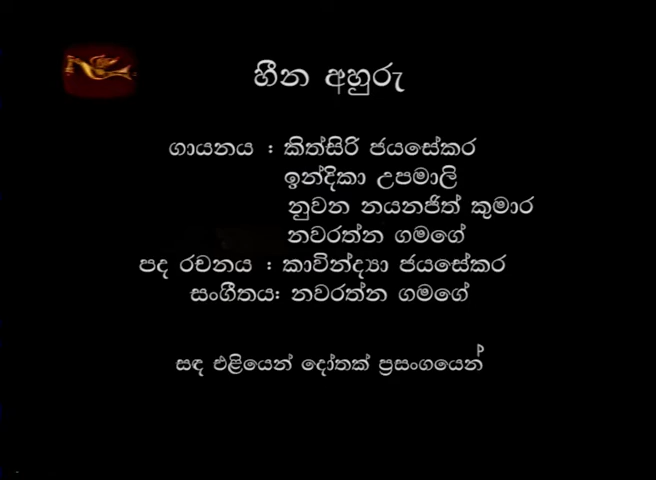 හීන අහුරු
ගායනය : කිත්සිරි ජයසේකර
ඉන්දිකා උපමාලි
නුවන නයනජිත් කුමාර
නවරත්න ගමගේ
පද රචනය : කාවින්ද්‍යා ජයසේකර
සංගීතය: නවරත්න ගමගේ
සඳ එළියෙන් දෝතක් ප්‍රසංගයෙන්